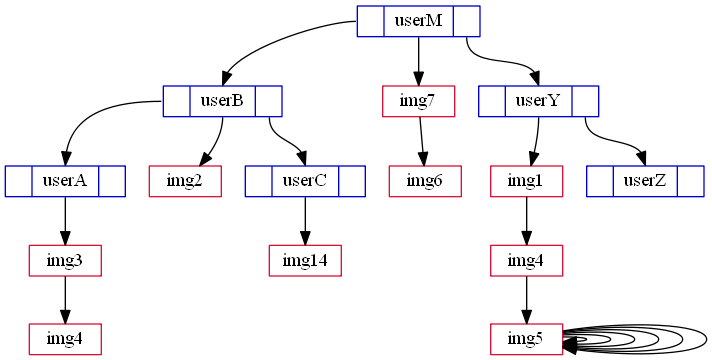 userM
userB
img7
userY
userA
img2
userC
img6
img1
userZ
img3
img14
img4
img4
img5